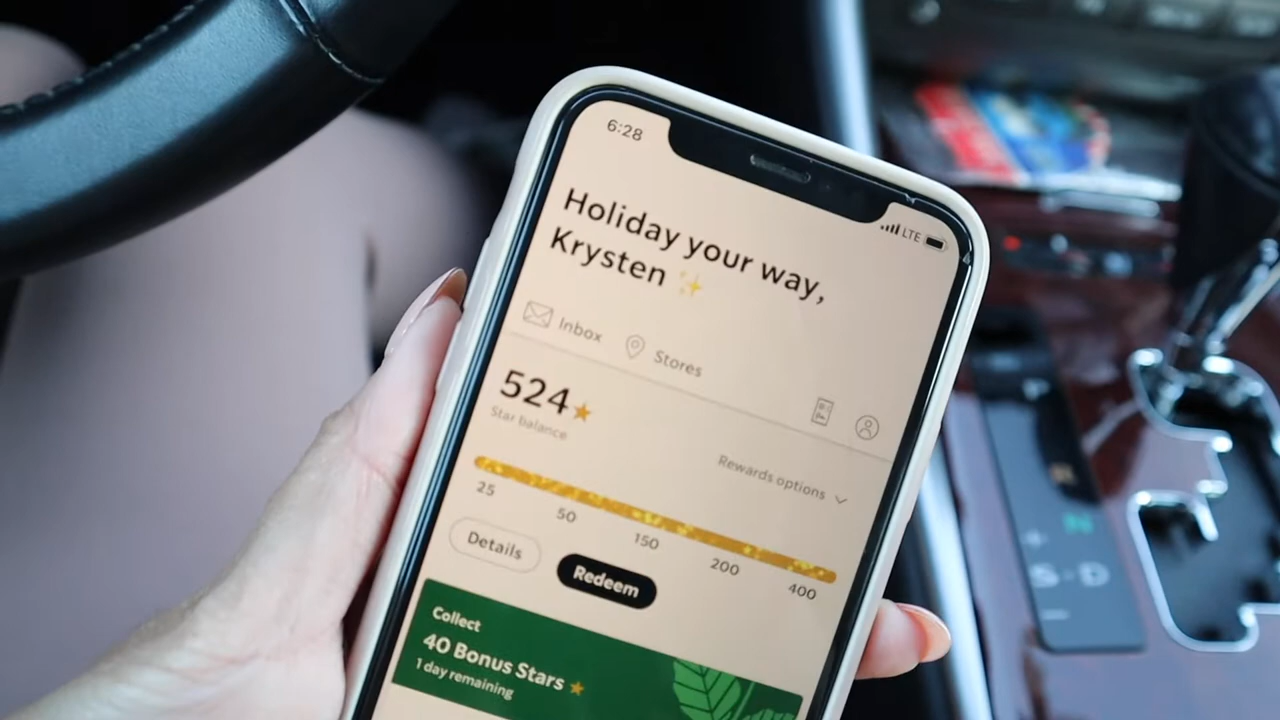 6:28
LTE
Holiday your way,
Krysten ✨
Inbox
Stores
524
Star balance
Rewards options
25
50
150
200
400
Details
Redeem
Collect
40 Bonus Stars
1 day remaining
N
+
S - D
−